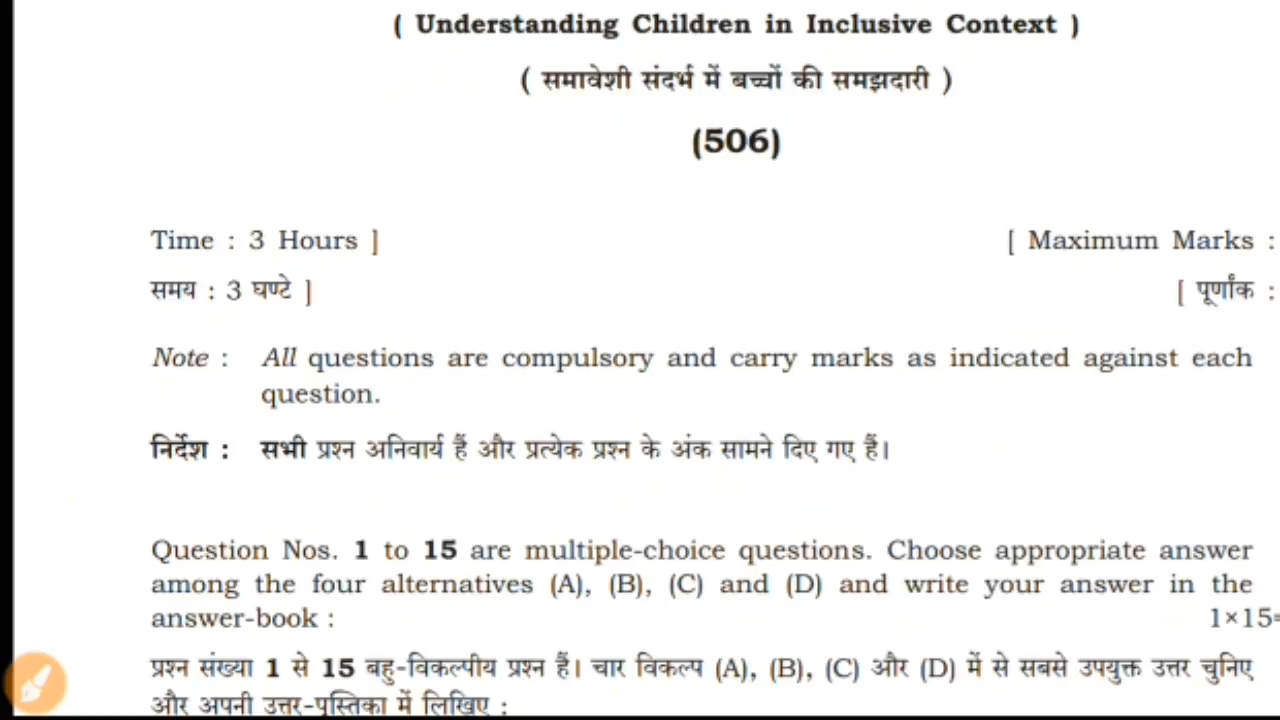 ( Understanding Children in Inclusive Context )
( समावेशी संदर्भ में बच्चों की समझदारी )
(506)
Time : 3 Hours ]
[ Maximum Marks :
समय : 3 घण्टे ]
[ पूर्णांक :
Note : All questions are compulsory and carry marks as indicated against each
question.
निर्देश : सभी प्रश्न अनिवार्य हैं और प्रत्येक प्रश्न के अंक सामने दिए गए हैं।
Question Nos. 1 to 15 are multiple-choice questions. Choose appropriate answer
among the four alternatives (A), (B), (C) and (D) and write your answer in the
answer-book :
1×15=
प्रश्न संख्या 1 से 15 बहु-विकल्पीय प्रश्न हैं। चार विकल्प (A), (B), (C) और (D) में से सबसे उपयुक्त उत्तर चुनिए
और अपनी उत्तर-पुस्तिका में लिखिए :